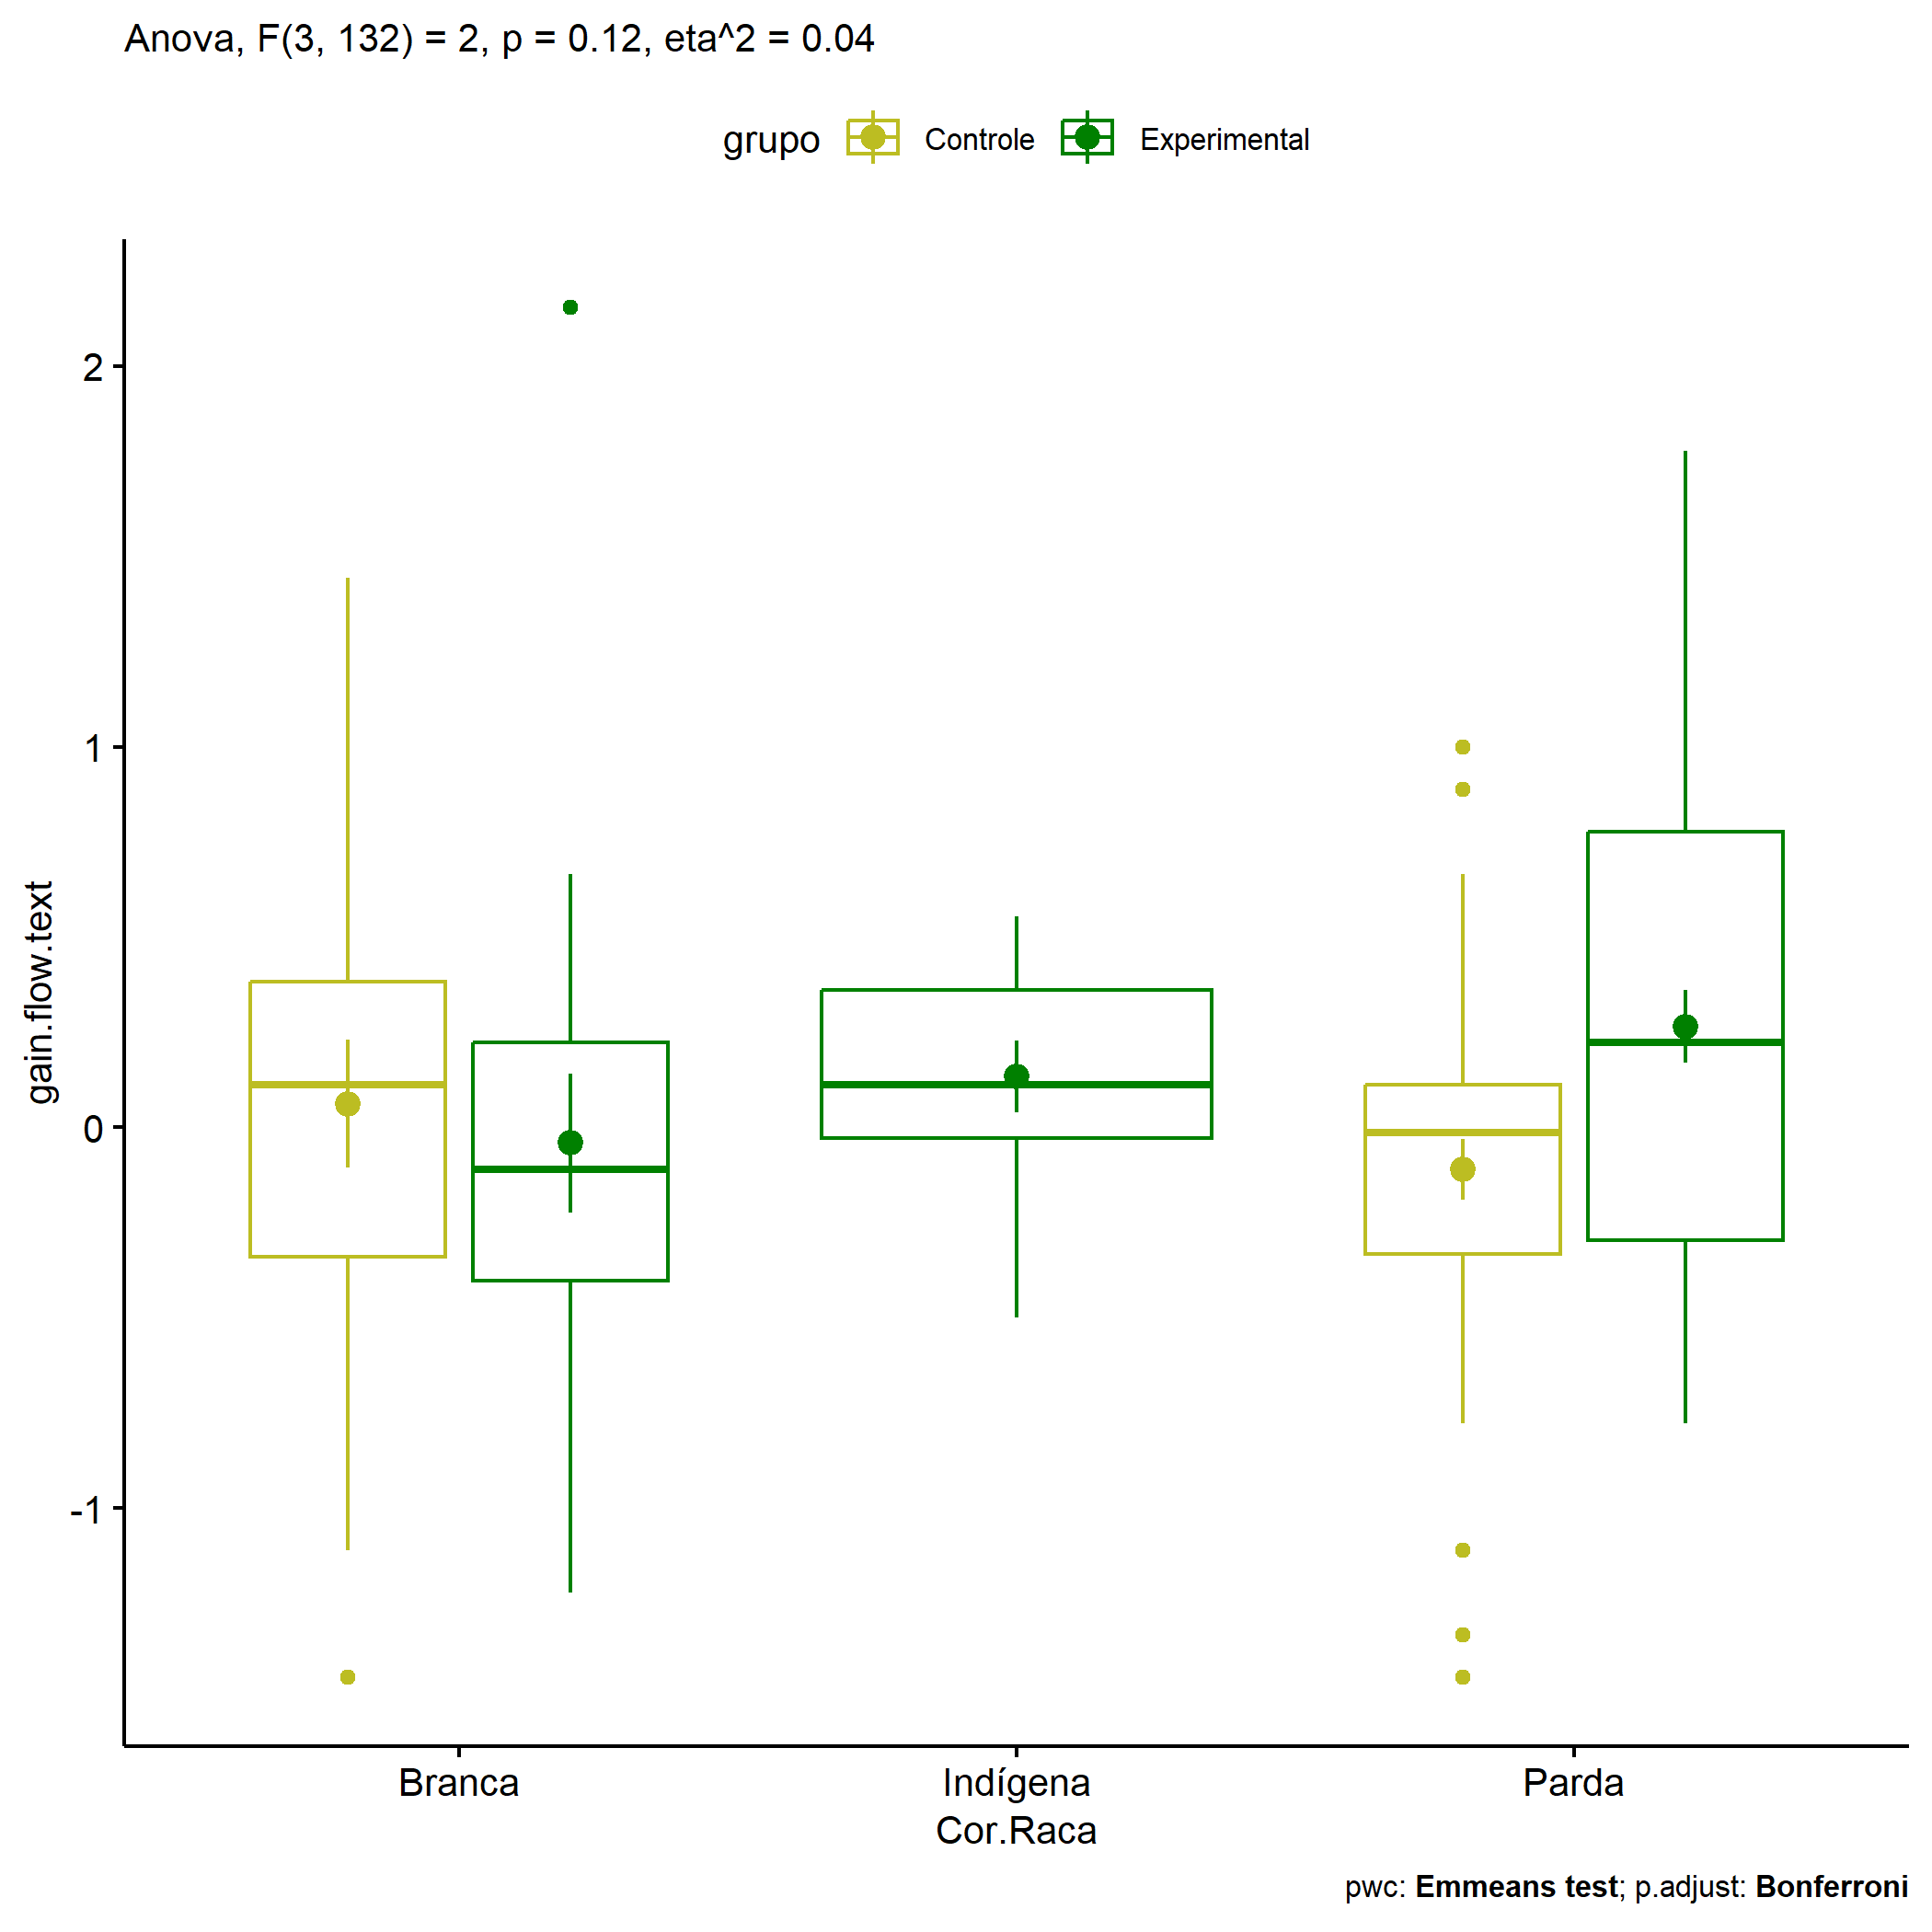 Anova, F(3, 132) = 2, p = 0.12, eta^2 = 0.04
grupo Controle Experimental
2
1
0
-1
gain.flow.text
Branca Indígena Parda
Cor.Raca
pwc: Emmeans test; p.adjust: Bonferroni